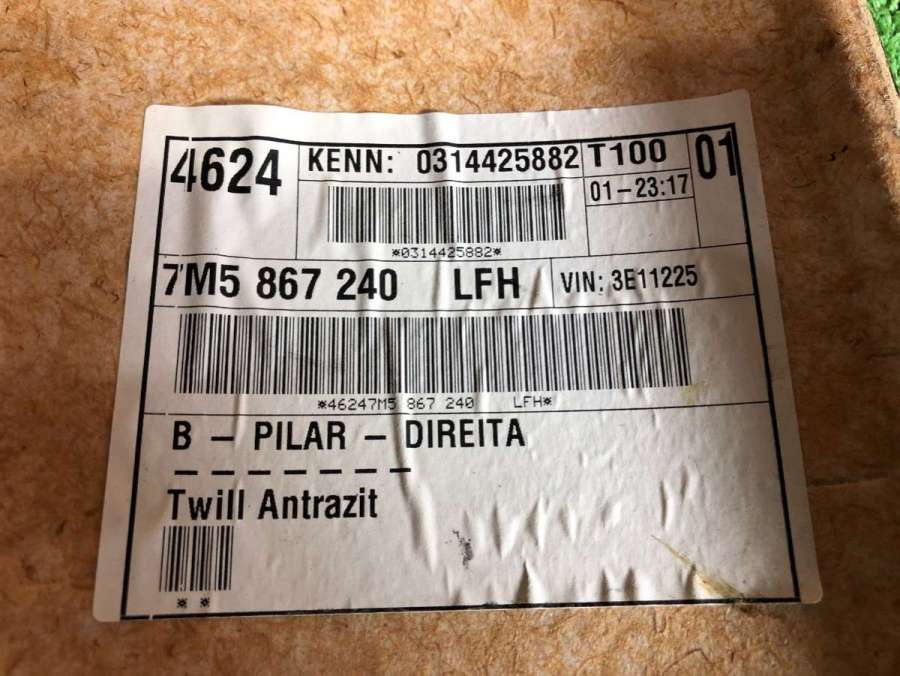 4624 KENN: 0314425882 T100 01
01-23:17
*0314425882*
7M5 867 240 LFH VIN: 3E11225
*46247M5 867 240 LFH*
B - PILAR - DIREITA
- - - - - - -
Twill Antrazit
* *